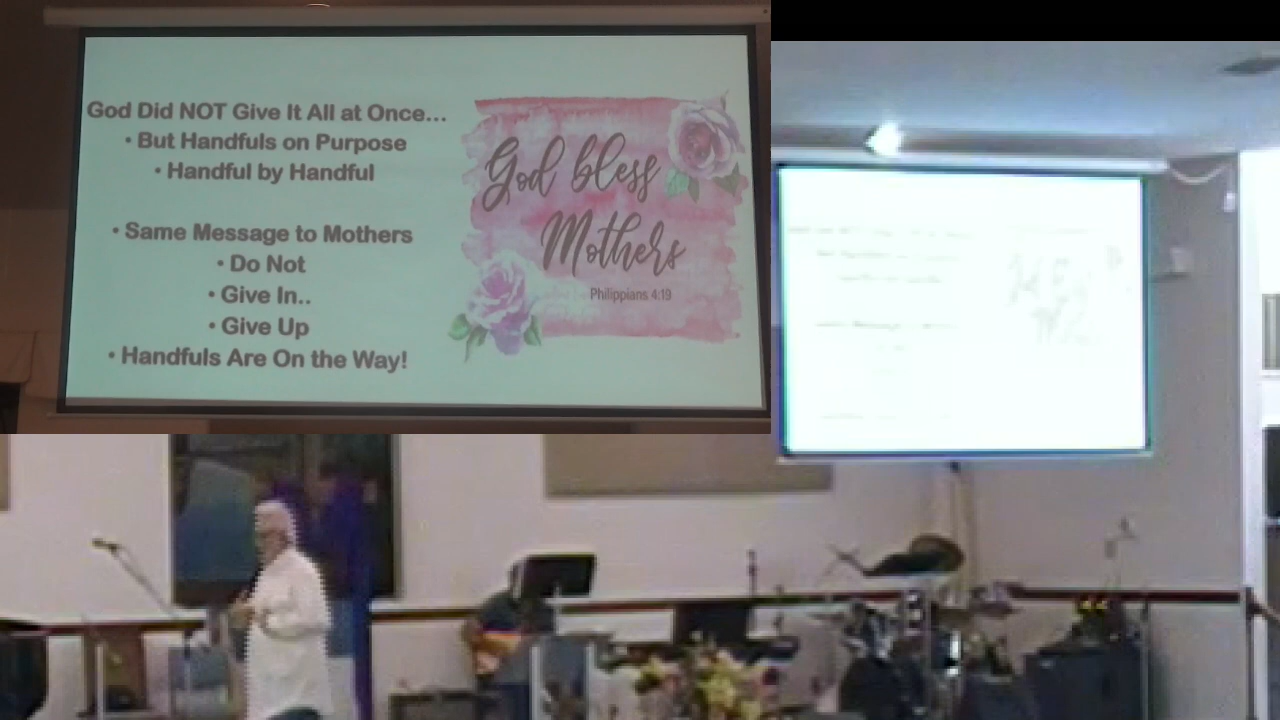 God Did NOT Give It All at Once...
• But Handfuls on Purpose
• Handful by Handful
• Same Message to Mothers
• Do Not
• Give In..
• Give Up
• Handfuls Are On the Way!
God bless
Mothers
Philippians 4:19